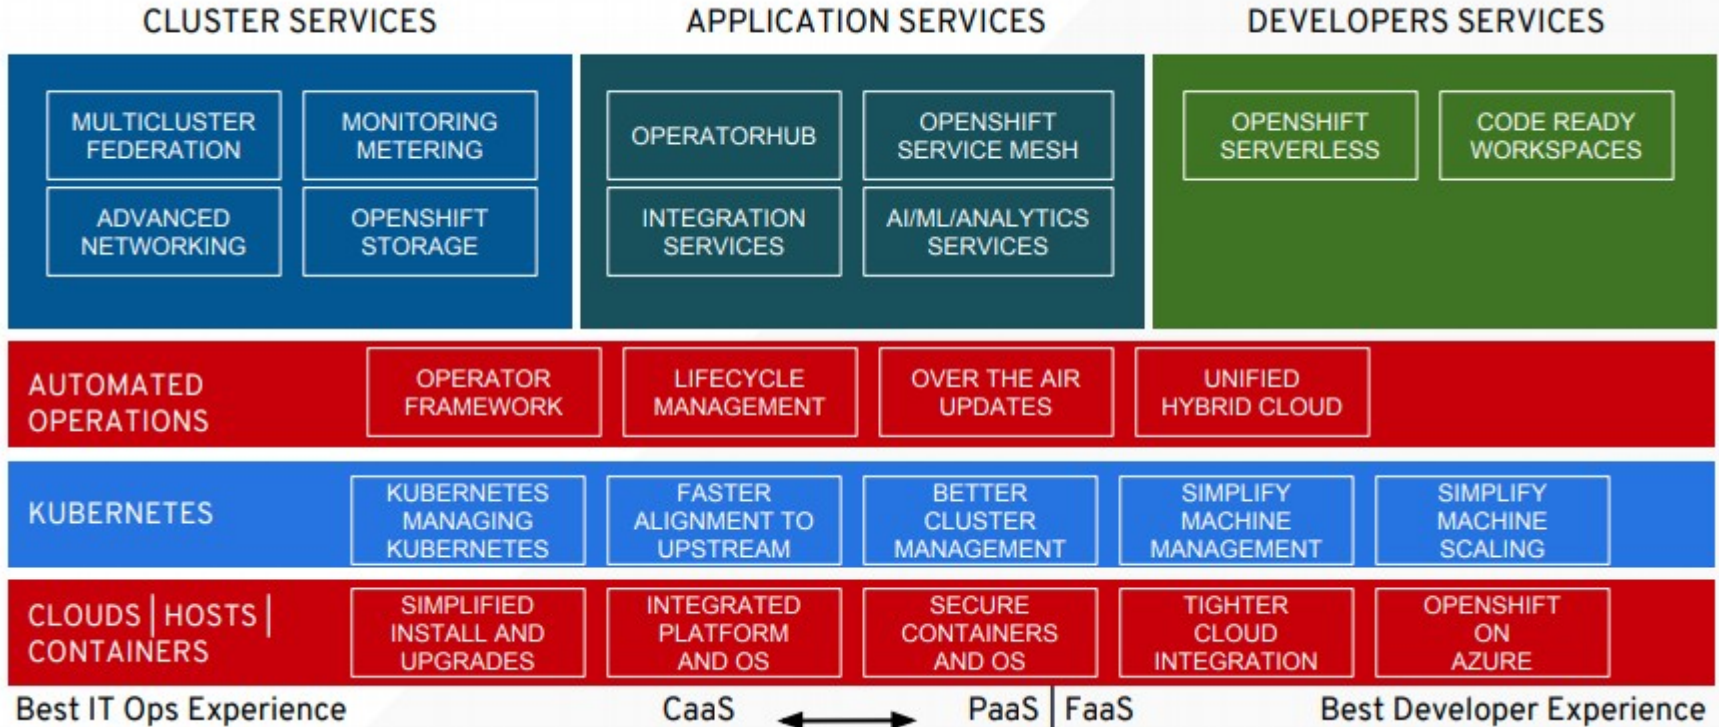 CLUSTER SERVICES
APPLICATION SERVICES
DEVELOPERS SERVICES
MULTICLUSTER
FEDERATION
MONITORING
METERING
ADVANCED
NETWORKING
OPENSHIFT
STORAGE
OPERATORHUB
OPENSHIFT
SERVICE MESH
INTEGRATION
SERVICES
AI/ML/ANALYTICS
SERVICES
OPENSHIFT
SERVERLESS
CODE READY
WORKSPACES
AUTOMATED
OPERATIONS
OPERATOR
FRAMEWORK
LIFECYCLE
MANAGEMENT
OVER THE AIR
UPDATES
UNIFIED
HYBRID CLOUD
KUBERNETES
KUBERNETES
MANAGING
KUBERNETES
FASTER
ALIGNMENT TO
UPSTREAM
BETTER
CLUSTER
MANAGEMENT
SIMPLIFY
MACHINE
MANAGEMENT
SIMPLIFY
MACHINE
SCALING
CLOUDS | HOSTS |
CONTAINERS
SIMPLIFIED
INSTALL AND
UPGRADES
INTEGRATED
PLATFORM
AND OS
SECURE
CONTAINERS
AND OS
TIGHTER
CLOUD
INTEGRATION
OPENSHIFT
ON
AZURE
Best IT Ops Experience
CaaS
PaaS | FaaS
Best Developer Experience